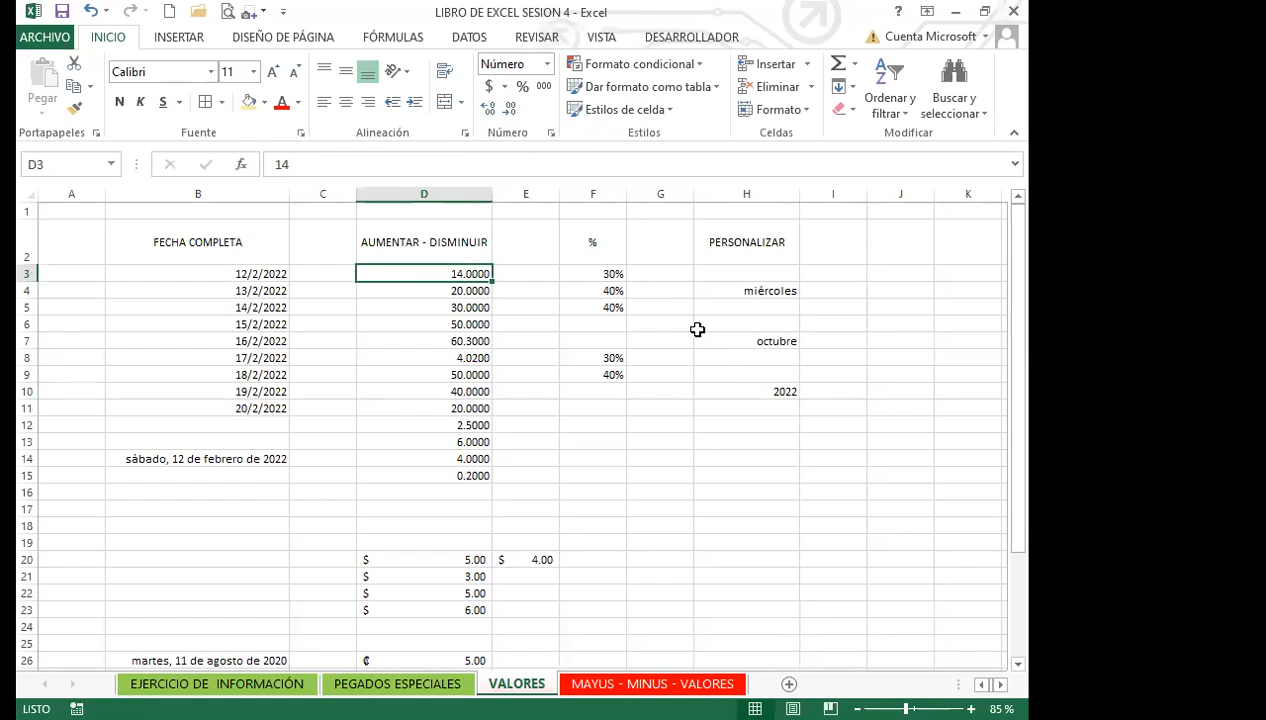 LIBRO DE EXCEL SESION 4 - Excel
ARCHIVO INICIO INSERTAR DISEÑO DE PÁGINA FÓRMULAS DATOS REVISAR VISTA DESARROLLADOR Cuenta Microsoft
Calibri 11 Número Formato condicional Insertar
Pegar Dar formato como tabla Eliminar Ordenar y filtrar Buscar y seleccionar
N K S $ % 000 Estilos de celda Formato
Portapapeles Fuente Alineación Número Estilos Celdas Modificar
D3 fx 14
A B C D E F G H I J K
1
2 FECHA COMPLETA AUMENTAR - DISMINUIR % PERSONALIZAR
3 12/2/2022 14.0000 30%
4 13/2/2022 20.0000 40% miércoles
5 14/2/2022 30.0000 40%
6 15/2/2022 50.0000
7 16/2/2022 60.3000 octubre
8 17/2/2022 4.0200 30%
9 18/2/2022 50.0000 40%
10 19/2/2022 40.0000 2022
11 20/2/2022 20.0000
12 2.5000
13 6.0000
14 sábado, 12 de febrero de 2022 4.0000
15 0.2000
16
17
18
19
20 $ 5.00 $ 4.00
21 $ 3.00
22 $ 5.00
23 $ 6.00
24
25
26 martes, 11 de agosto de 2020 ₡ 5.00
EJERCICIO DE INFORMACIÓN PEGADOS ESPECIALES VALORES MAYUS - MINUS - VALORES
LISTO 85 %